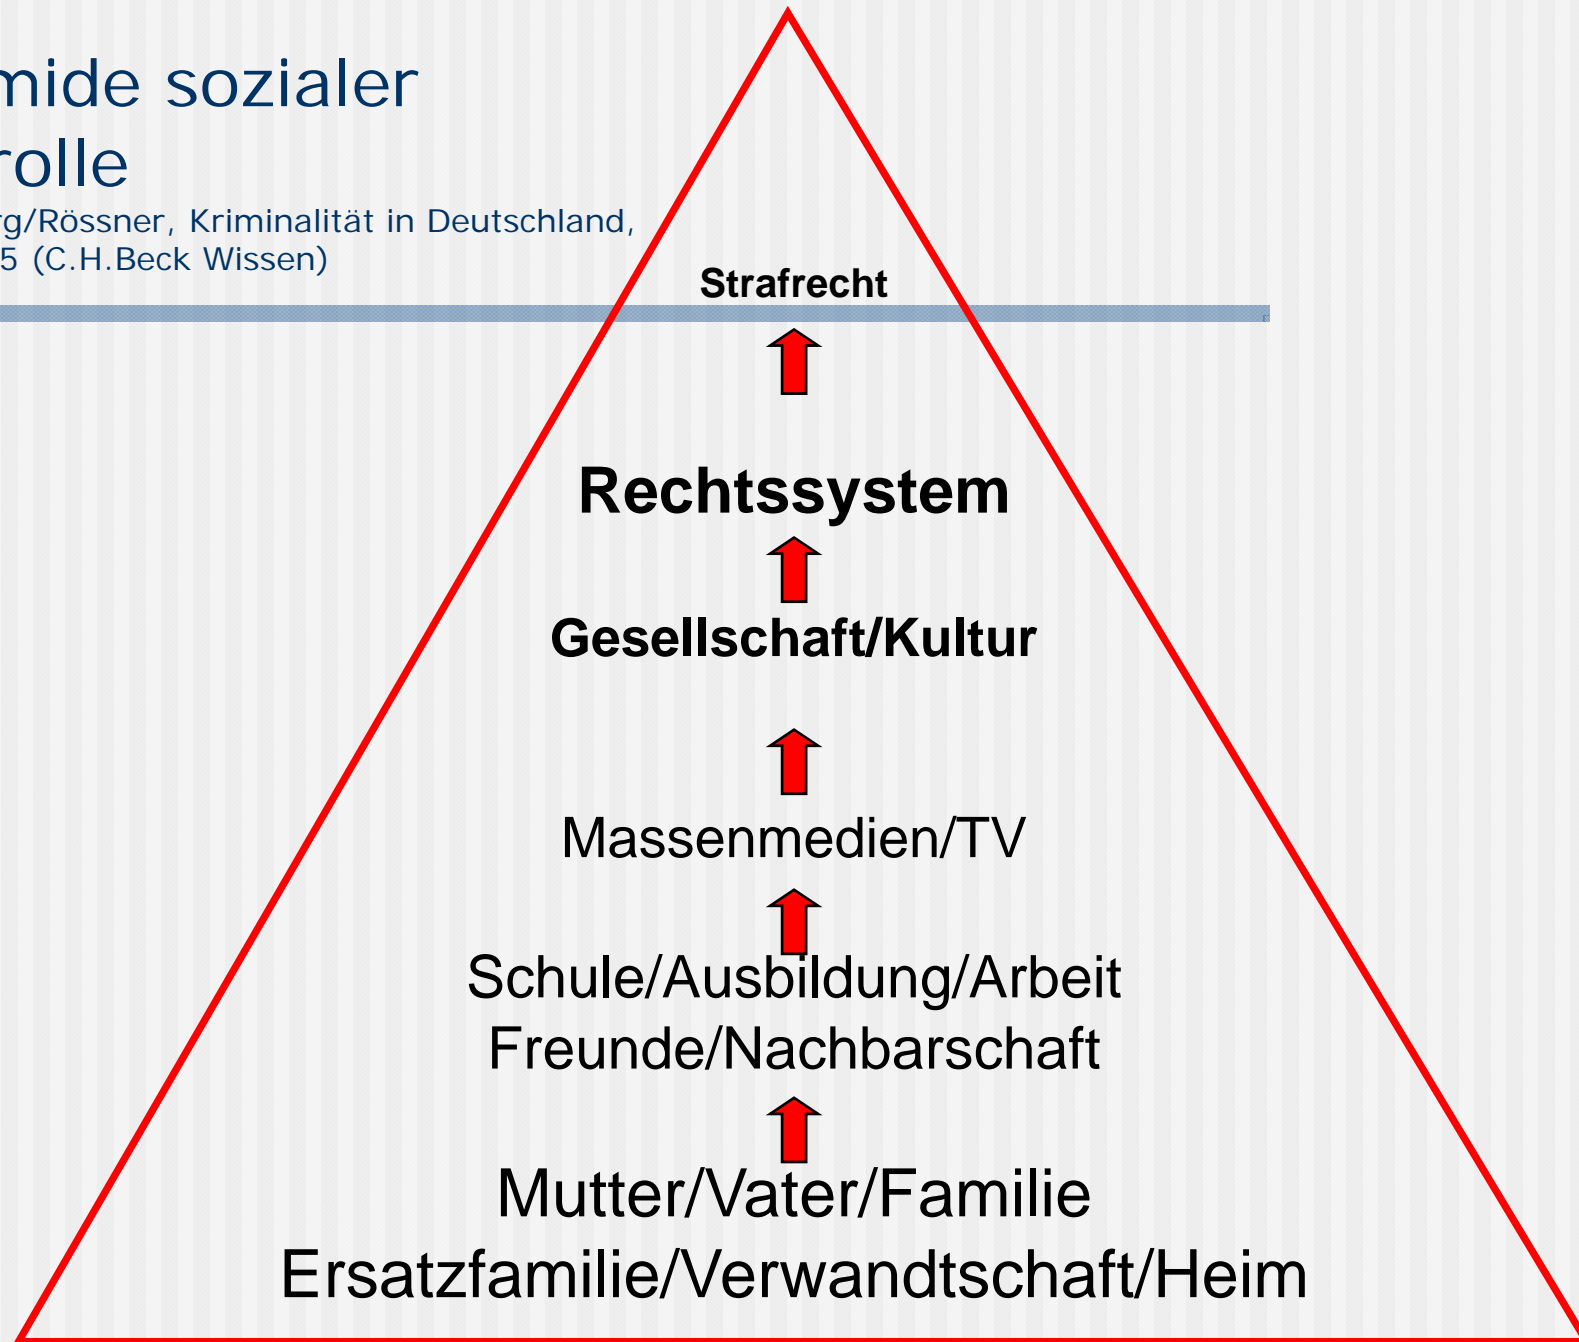 mide sozialer
rolle
rg/Rössner, Kriminalität in Deutschland,
5 (C.H.Beck Wissen)
Strafrecht
Rechtssystem
Gesellschaft/Kultur
Massenmedien/TV
Schule/Ausbildung/Arbeit
Freunde/Nachbarschaft
Mutter/Vater/Familie
Ersatzfamilie/Verwandtschaft/Heim